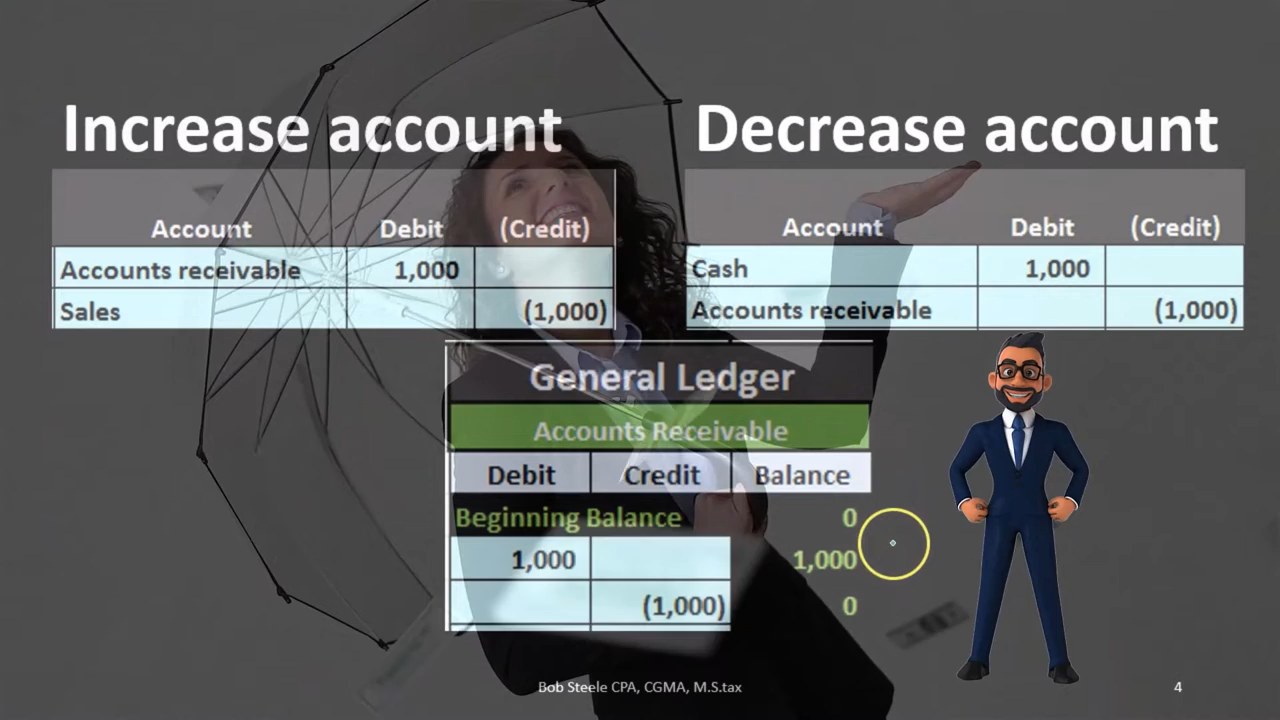 Increase account
Account Debit (Credit)
Accounts receivable 1,000
Sales (1,000)
Decrease account
Account Debit (Credit)
Cash 1,000
Accounts receivable (1,000)
General Ledger
Accounts Receivable
Debit Credit Balance
Beginning Balance 0
1,000 1,000
(1,000) 0
Bob Steele CPA, CGMA, M.S.tax
4